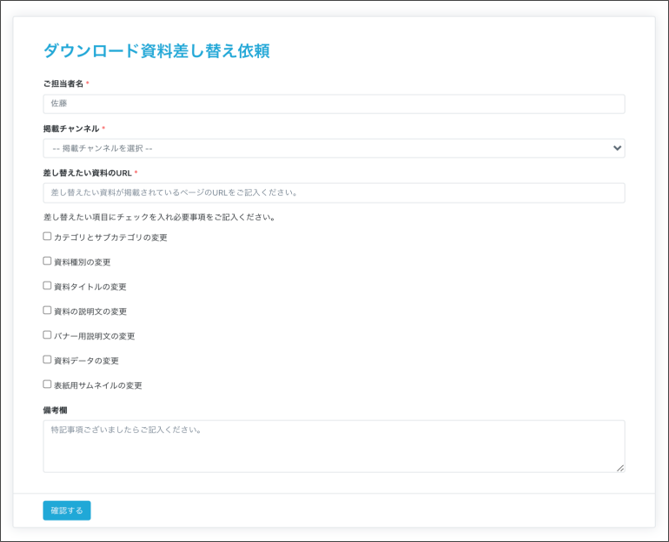 ダウンロード資料差し替え依頼
ご担当者名 *
佐藤
掲載チャンネル *
-- 掲載チャンネルを選択 --
差し替えたい資料のURL *
差し替えたい資料が掲載されているページのURLをご記入ください。
差し替えたい項目にチェックを入れ必要事項をご記入ください。
カテゴリとサブカテゴリの変更
資料種別の変更
資料タイトルの変更
資料の説明文の変更
バナー用説明文の変更
資料データの変更
表紙用サムネイルの変更
備考欄
特記事項ございましたらご記入ください。
確認する